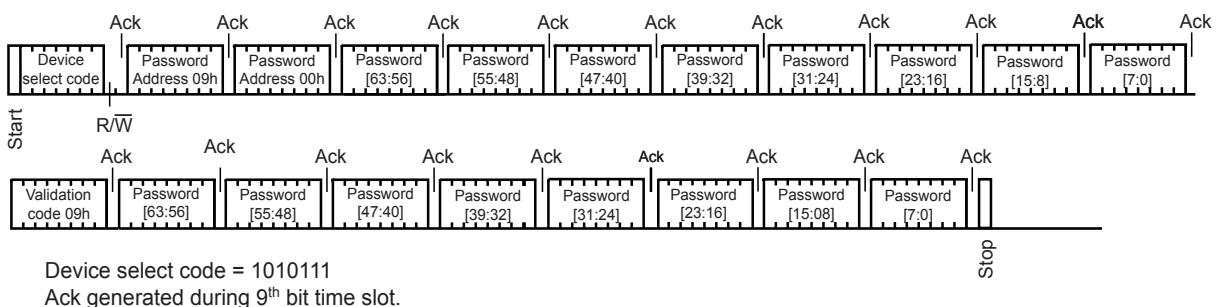 Ack Ack Ack Ack Ack Ack Ack Ack Ack Ack Ack
Device select code
Password Address 09h
Password Address 00h
Password [63:56]
Password [55:48]
Password [47:40]
Password [39:32]
Password [31:24]
Password [23:16]
Password [15:8]
Password [7:0]
Start
R/W
Ack Ack Ack Ack Ack Ack Ack Ack Ack
Validation code 09h
Password [63:56]
Password [55:48]
Password [47:40]
Password [39:32]
Password [31:24]
Password [23:16]
Password [15:08]
Password [7:0]
Stop
Device select code = 1010111
Ack generated during 9th bit time slot.